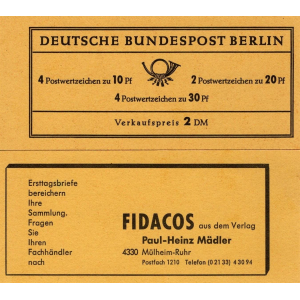 DEUTSCHE BUNDESPOST BERLIN
4 Postwertzeichen zu 10 Pf
2 Postwertzeichen zu 20 Pf
4 Postwertzeichen zu 30 Pf
Verkaufspreis 2 DM
Ersttagsbriefe
bereichern
Ihre
Sammlung.
Fragen
Sie
Ihren
Fachhändler
nach
FIDACOS aus dem Verlag
Paul-Heinz Mädler
4330 Mülheim-Ruhr
Postfach 1210 Telefon (0 21 33) 4 30 94